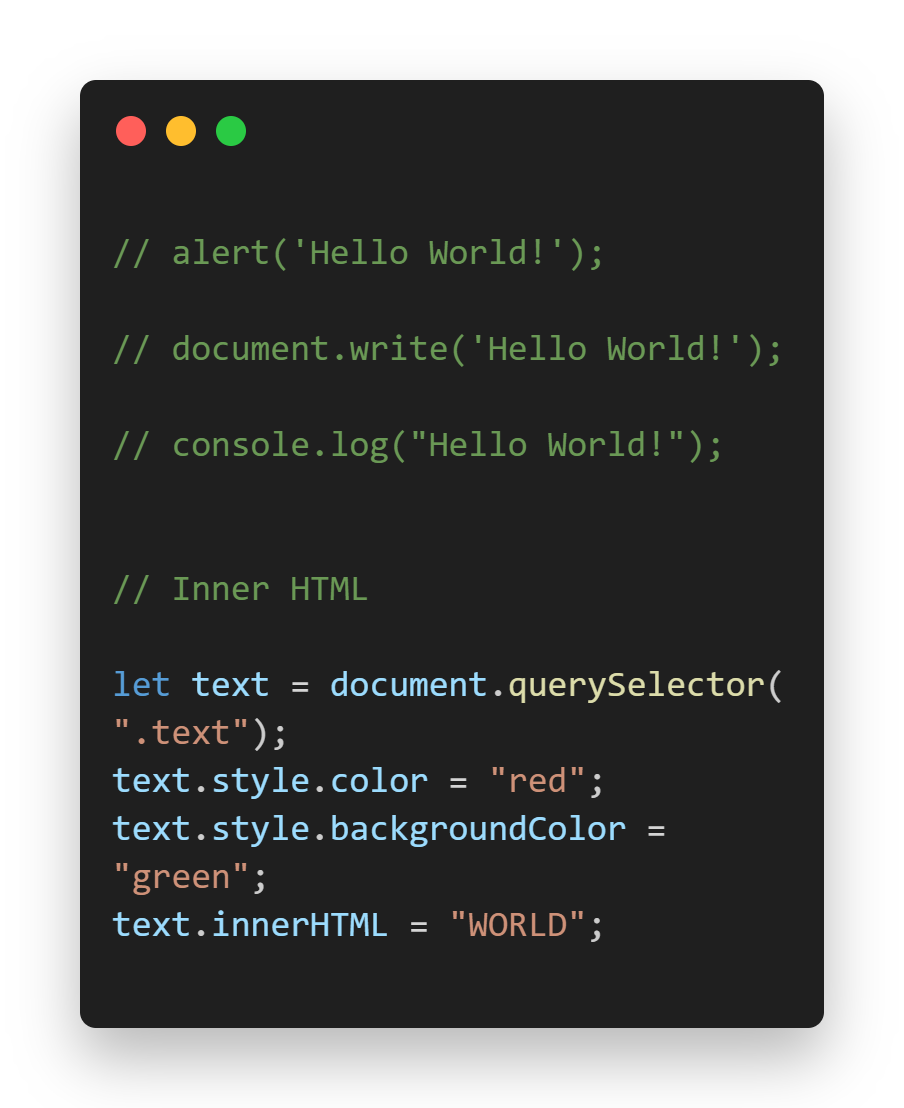 // alert('Hello World!');
// document.write('Hello World!');
// console.log("Hello World!");
// Inner HTML
let text = document.querySelector(
".text");
text.style.color = "red";
text.style.backgroundColor =
"green";
text.innerHTML = "WORLD";